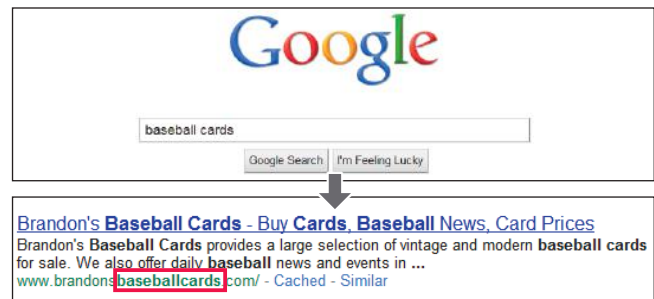 Google
baseball cards
Google Search I'm Feeling Lucky
Brandon's Baseball Cards - Buy Cards, Baseball News, Card Prices
Brandon's Baseball Cards provides a large selection of vintage and modern baseball cards
for sale. We also offer daily baseball news and events in ...
www.brandonsbaseballcards.com/ - Cached - Similar